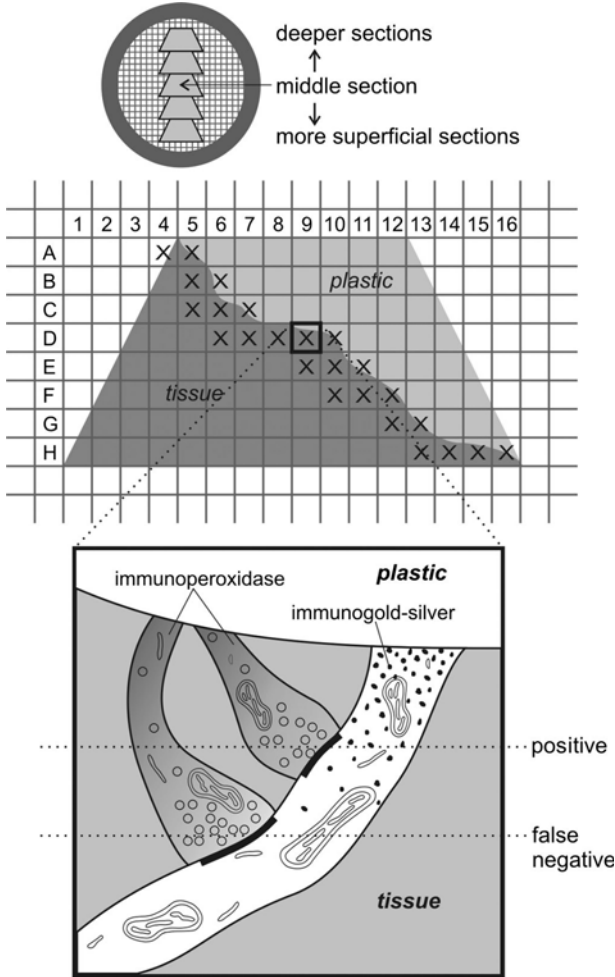 deeper sections
middle section
more superficial sections
1 2 3 4 5 6 7 8 9 10 11 12 13 14 15 16
A X X
B X X
plastic
C X X X
D X X X X X
E X X X
tissue
F X X X
G X X
H X X X X
plastic
immunoperoxidase
immunogold-silver
positive
false
negative
tissue